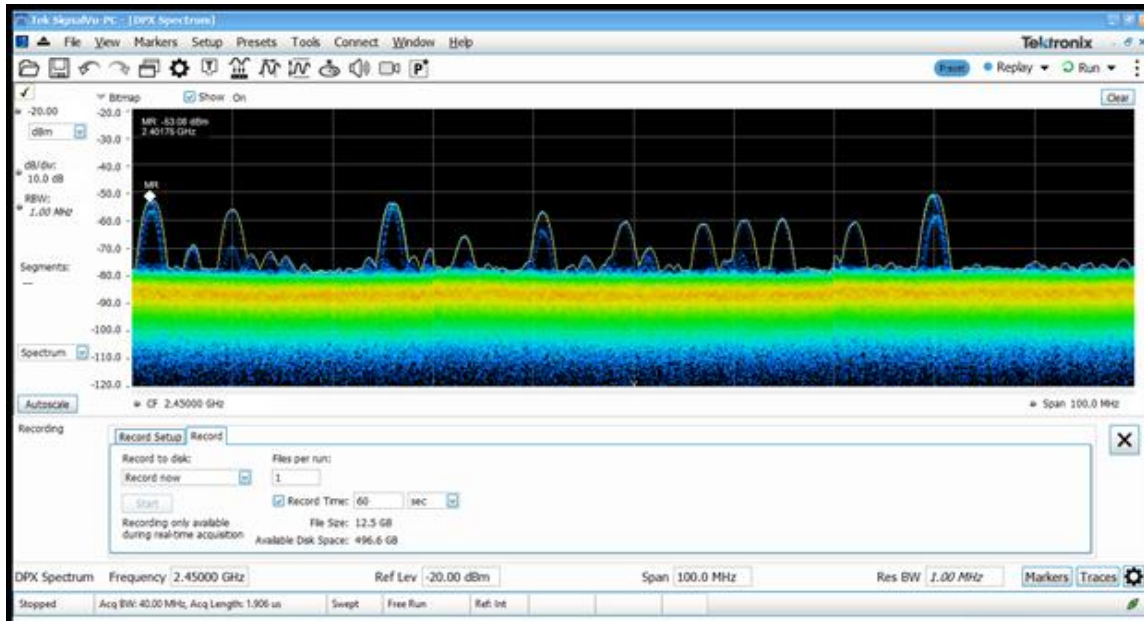 Tek SignalVu-PC - [DPX Spectrum]
File View Markers Setup Presets Tools Connect Window Help
Tektronix
Preset Replay Run
Bitmap Show On
Clear
-20.00
dBm
dB/div:
10.0 dB
RBW:
1.00 MHz
Segments:
Spectrum
Autoscale
-20.0
-30.0
-40.0
-50.0
-60.0
-70.0
-80.0
-90.0
-100.0
-110.0
-120.0
MR: -53.08 dBm
2.40176 GHz
MR
CF 2.45000 GHz
Span 100.0 MHz
Recording
Record Setup Record
Record to disk: Files per run:
Record now 1
Start Record Time: 60 sec
Recording only available
during real-time acquisition
File Size: 12.5 GB
Available Disk Space: 496.6 GB
DPX Spectrum Frequency 2.45000 GHz Ref Lev -20.00 dBm Span 100.0 MHz Res BW 1.00 MHz Markers Traces
Stopped Acq BW: 40.00 MHz, Acq Length: 1.906 us Swept Free Run Ref: Int